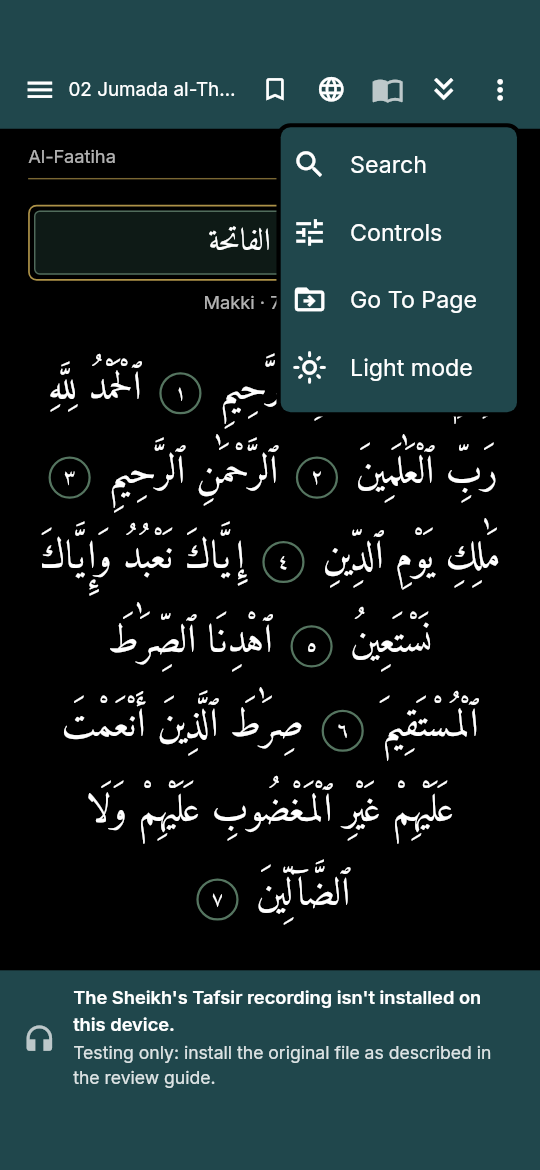 02 Jumada al-Th...
Search
Controls
Go To Page
Light mode
Al-Faatiha
الفاتحة
Makki · 7
رَّحِيمِ ١ ٱلْحَمْدُ لِلَّهِ
رَبِّ ٱلْعَٰلَمِينَ ٢ ٱلرَّحْمَٰنِ ٱلرَّحِيمِ ٣
مَٰلِكِ يَوْمِ ٱلدِّينِ ٤ إِيَّاكَ نَعْبُدُ وَإِيَّاكَ
نَسْتَعِينُ ٥ ٱهْدِنَا ٱلصِّرَٰطَ
ٱلْمُسْتَقِيمَ ٦ صِرَٰطَ ٱلَّذِينَ أَنْعَمْتَ
عَلَيْهِمْ غَيْرِ ٱلْمَغْضُوبِ عَلَيْهِمْ وَلَا
ٱلضَّآلِّينَ ٧
The Sheikh's Tafsir recording isn't installed on
this device.
Testing only: install the original file as described in
the review guide.